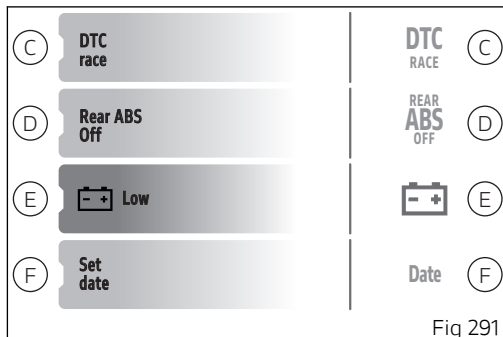 C
DTC
race
DTC
RACE
C
D
Rear ABS
Off
REAR
ABS
OFF
D
E
- +
Low
- +
E
F
Set
date
Date
F
Fig 291